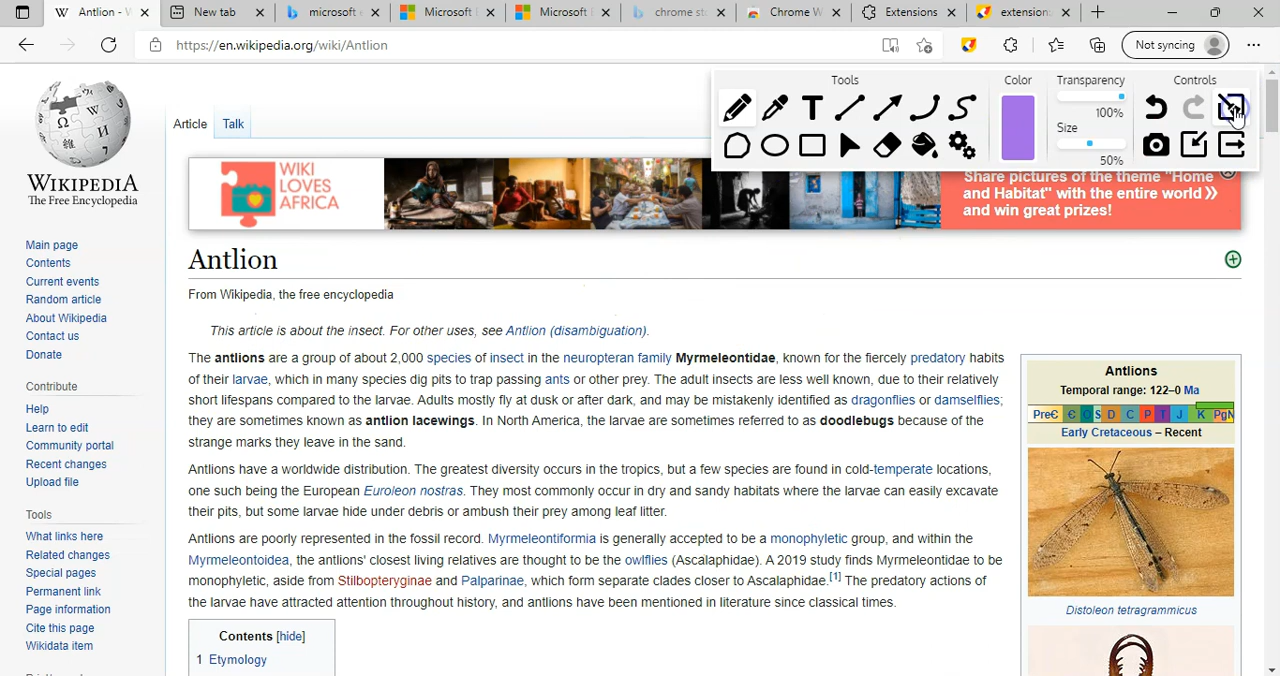 Antlion - W
New tab
microsoft e
Microsoft E
Microsoft E
chrome sto
Chrome W
Extensions
extension
https://en.wikipedia.org/wiki/Antlion
Not syncing
Tools
Color
Transparency
Controls
100%
Size
50%
WIKIPEDIA
The Free Encyclopedia
Main page
Contents
Current events
Random article
About Wikipedia
Contact us
Donate
Contribute
Help
Learn to edit
Community portal
Recent changes
Upload file
Tools
What links here
Related changes
Special pages
Permanent link
Page information
Cite this page
Wikidata item
Article
Talk
WIKI
LOVES
AFRICA
Share pictures of the theme "Home
and Habitat" with the entire world
and win great prizes!
Antlion
From Wikipedia, the free encyclopedia
This article is about the insect. For other uses, see Antlion (disambiguation).
The antlions are a group of about 2,000 species of insect in the neuropteran family Myrmeleontidae, known for the fiercely predatory habits
of their larvae, which in many species dig pits to trap passing ants or other prey. The adult insects are less well known, due to their relatively
short lifespans compared to the larvae. Adults mostly fly at dusk or after dark, and may be mistakenly identified as dragonflies or damselflies;
they are sometimes known as antlion lacewings. In North America, the larvae are sometimes referred to as doodlebugs because of the
strange marks they leave in the sand.
Antlions have a worldwide distribution. The greatest diversity occurs in the tropics, but a few species are found in cold-temperate locations,
one such being the European Euroleon nostras. They most commonly occur in dry and sandy habitats where the larvae can easily excavate
their pits, but some larvae hide under debris or ambush their prey among leaf litter.
Antlions are poorly represented in the fossil record. Myrmeleontiformia is generally accepted to be a monophyletic group, and within the
Myrmeleontoidea, the antlions' closest living relatives are thought to be the owlflies (Ascalaphidae). A 2019 study finds Myrmeleontidae to be
monophyletic, aside from Stilbopteryginae and Palparinae, which form separate clades closer to Ascalaphidae.[1] The predatory actions of
the larvae have attracted attention throughout history, and antlions have been mentioned in literature since classical times.
Contents [hide]
1 Etymology
Antlions
Temporal range: 122–0 Ma
PreꞒ Ꞓ O S D C P T J K PgN
Early Cretaceous – Recent
Distoleon tetragrammicus